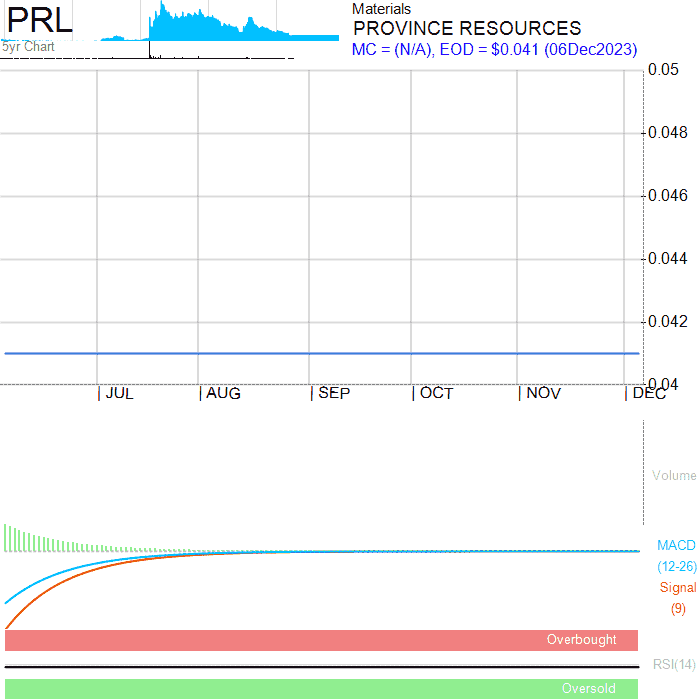 PRL
5yr Chart
Materials
PROVINCE RESOURCES
MC = (N/A), EOD = $0.041 (06Dec2023)
0.05
0.048
0.046
0.044
0.042
0.04
JUL AUG SEP OCT NOV DEC
Volume
MACD
(12-26)
Signal
(9)
Overbought
RSI(14)
Oversold